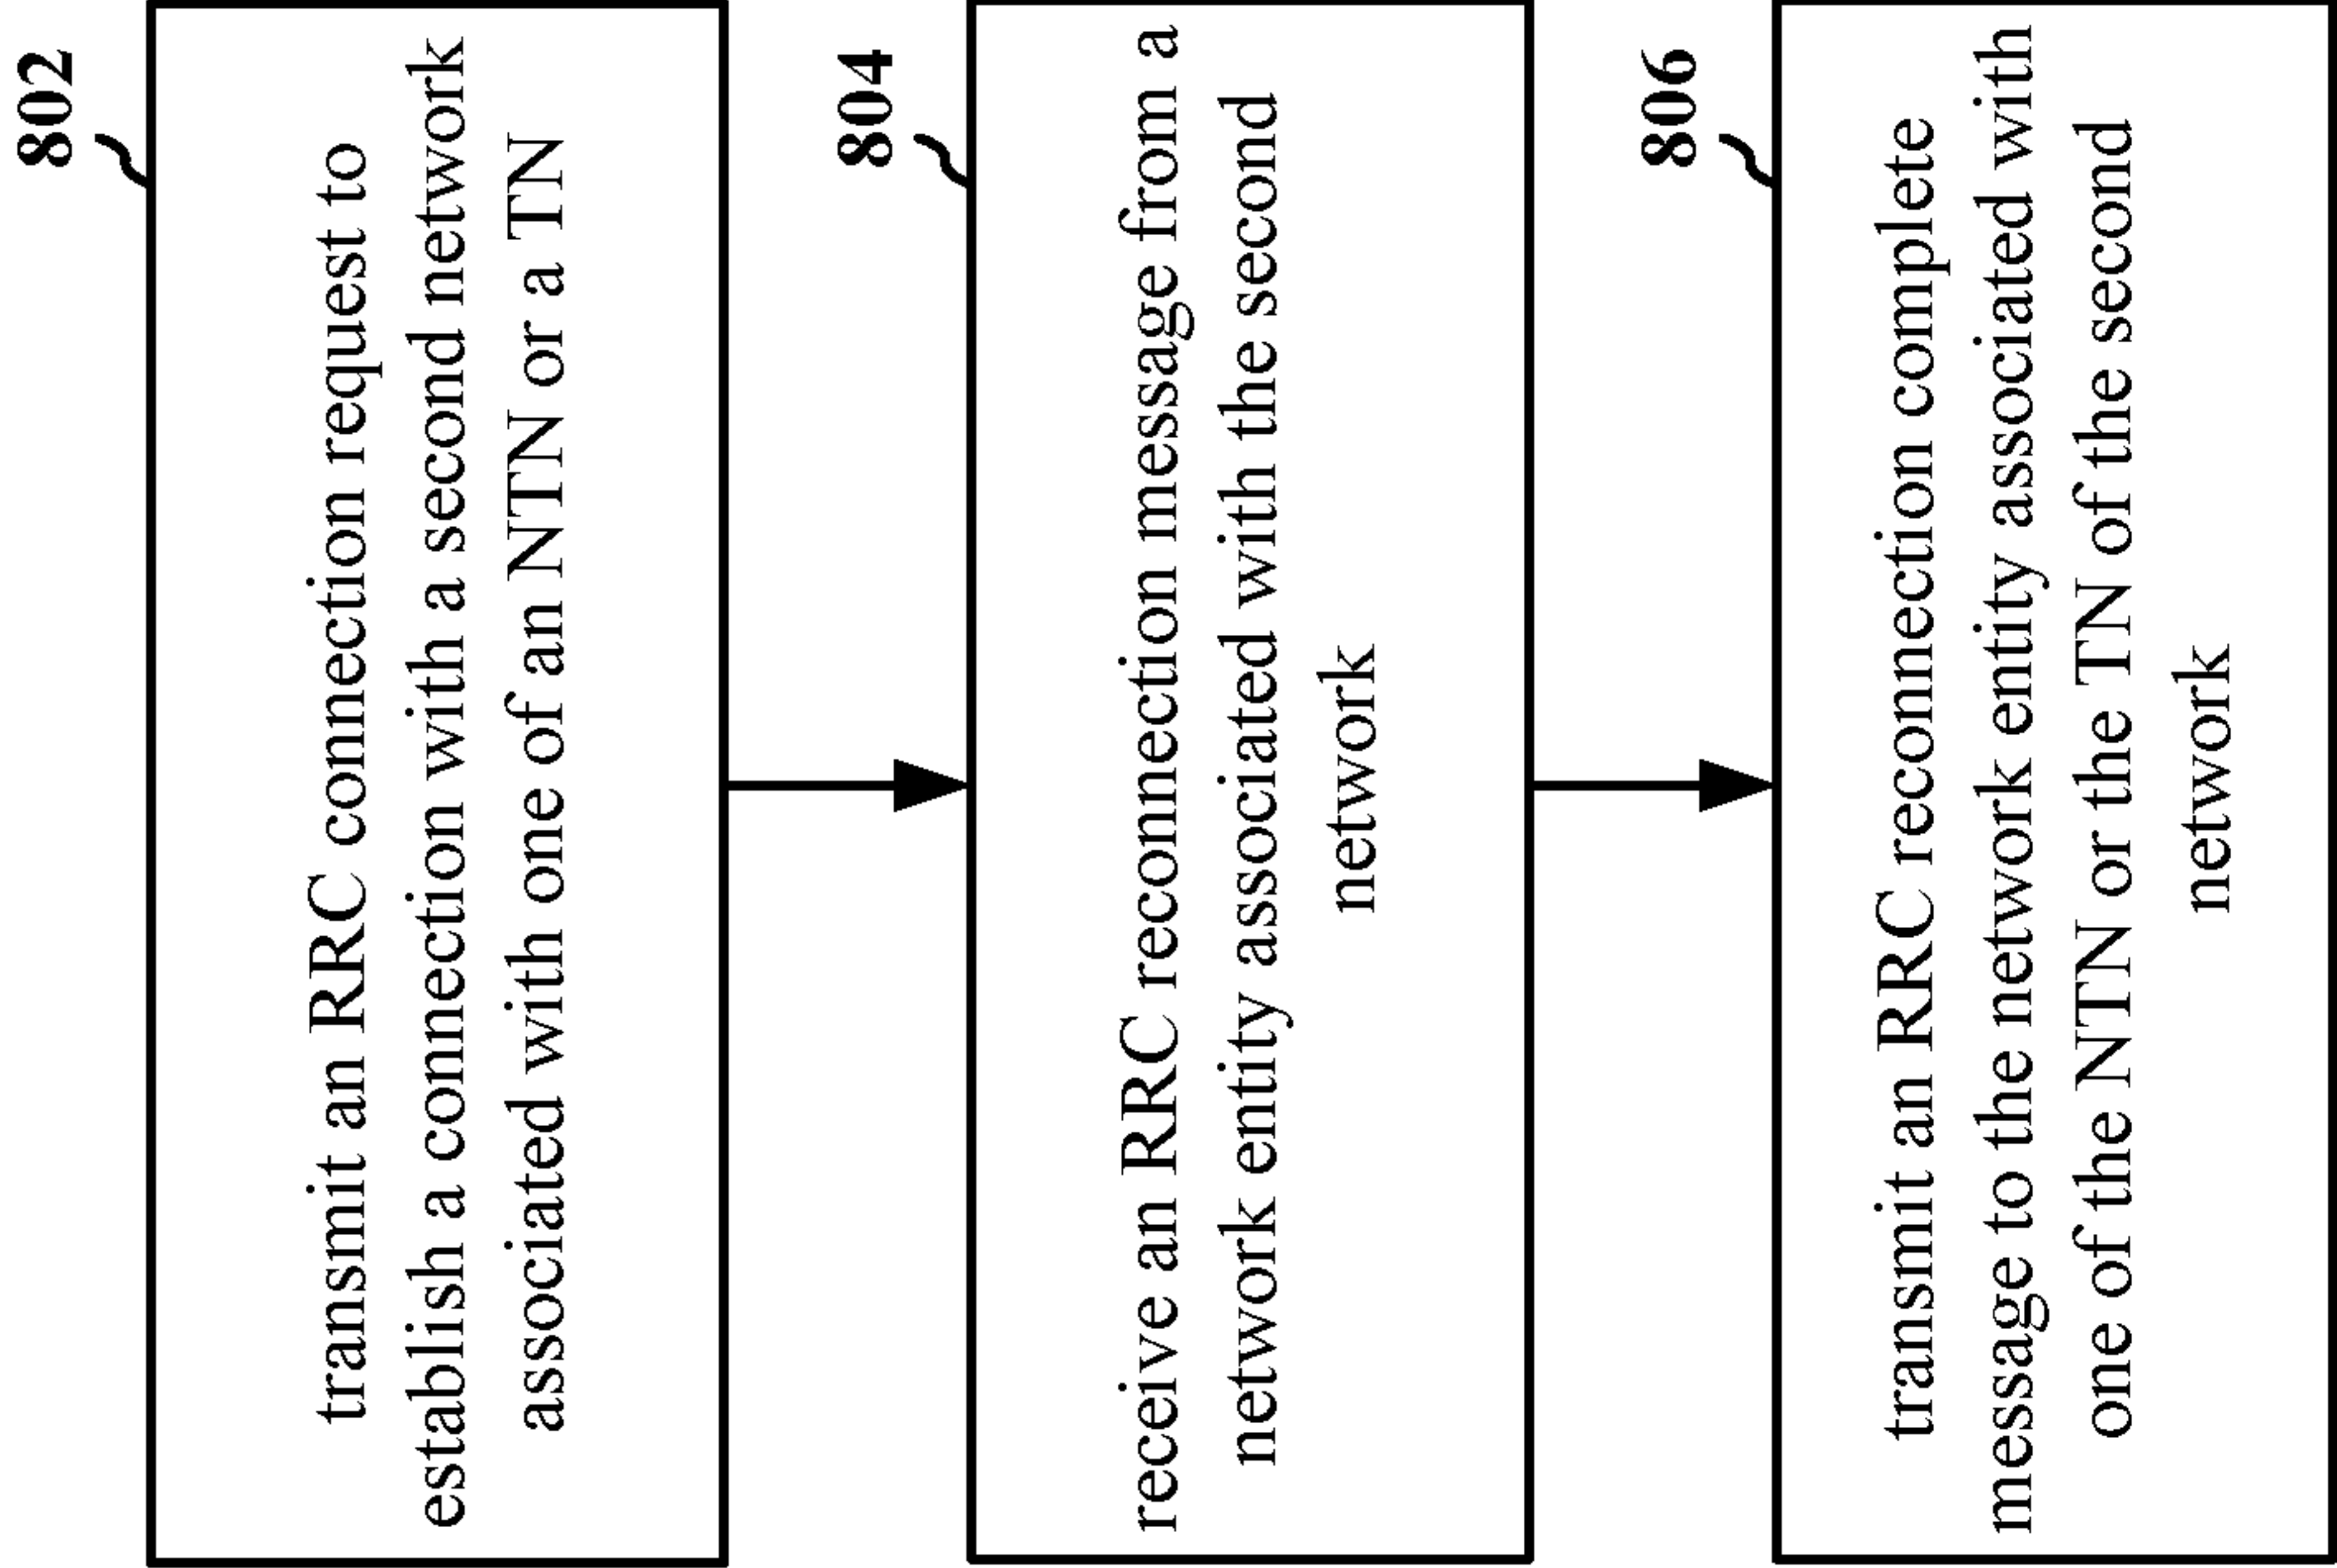 802
transmit an RRC connection request to
establish a connection with a second network
associated with one of an NTN or a TN
804
receive an RRC reconnection message from a
network entity associated with the second
network
806
transmit an RRC reconnection complete
message to the network entity associated with
one of the NTN or the TN of the second
network